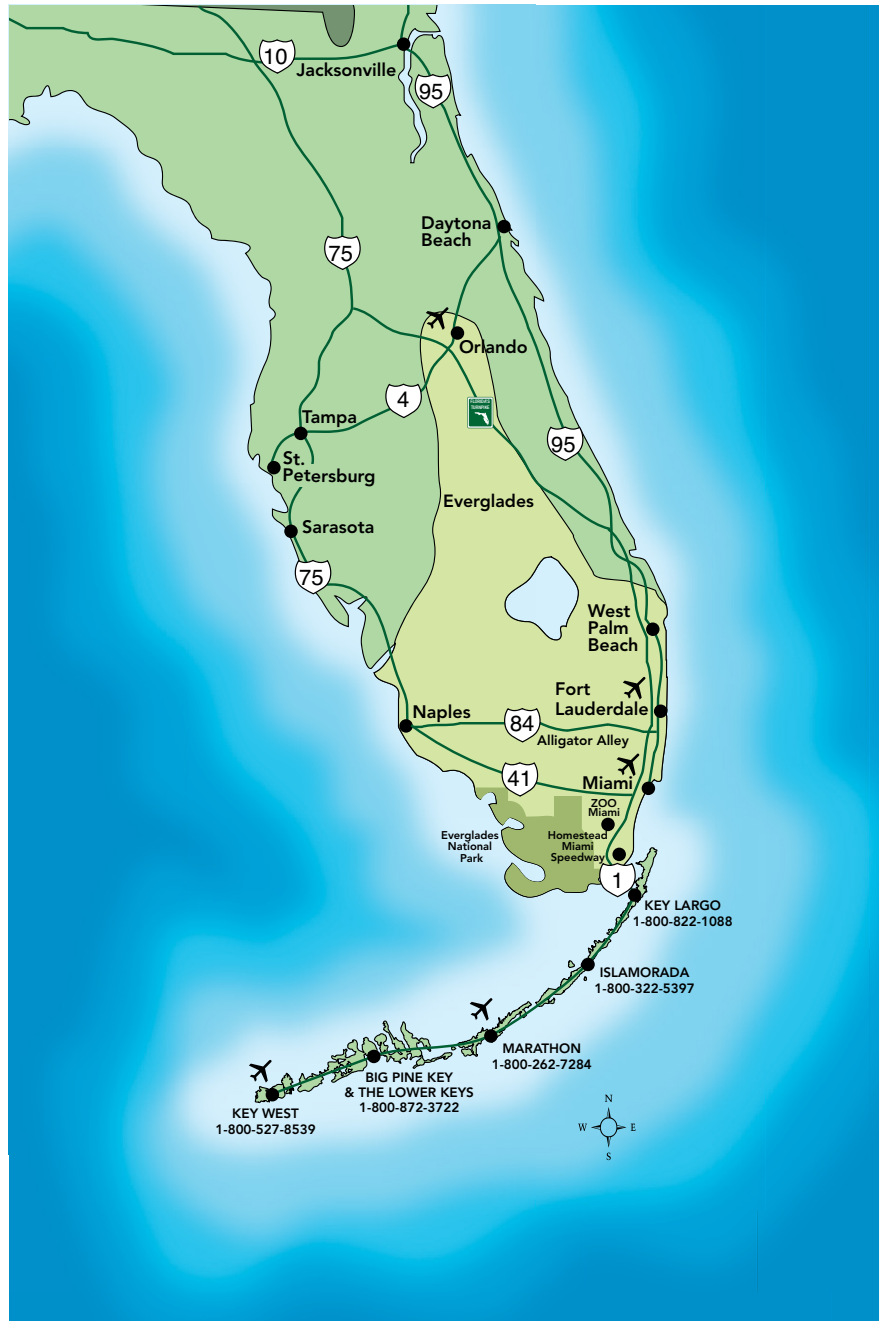 10
Jacksonville
95
Daytona
Beach
75
Orlando
4
FLORIDA'S
TURNPIKE
Tampa
95
St.
Petersburg
Everglades
Sarasota
75
West
Palm
Beach
Fort
Lauderdale
Naples
84
Alligator Alley
41
Miami
ZOO
Miami
Everglades
National
Park
Homestead
Miami
Speedway
1
KEY LARGO
1-800-822-1088
ISLAMORADA
1-800-322-5397
MARATHON
1-800-262-7284
BIG PINE KEY
& THE LOWER KEYS
1-800-872-3722
KEY WEST
1-800-527-8539
N
W E
S